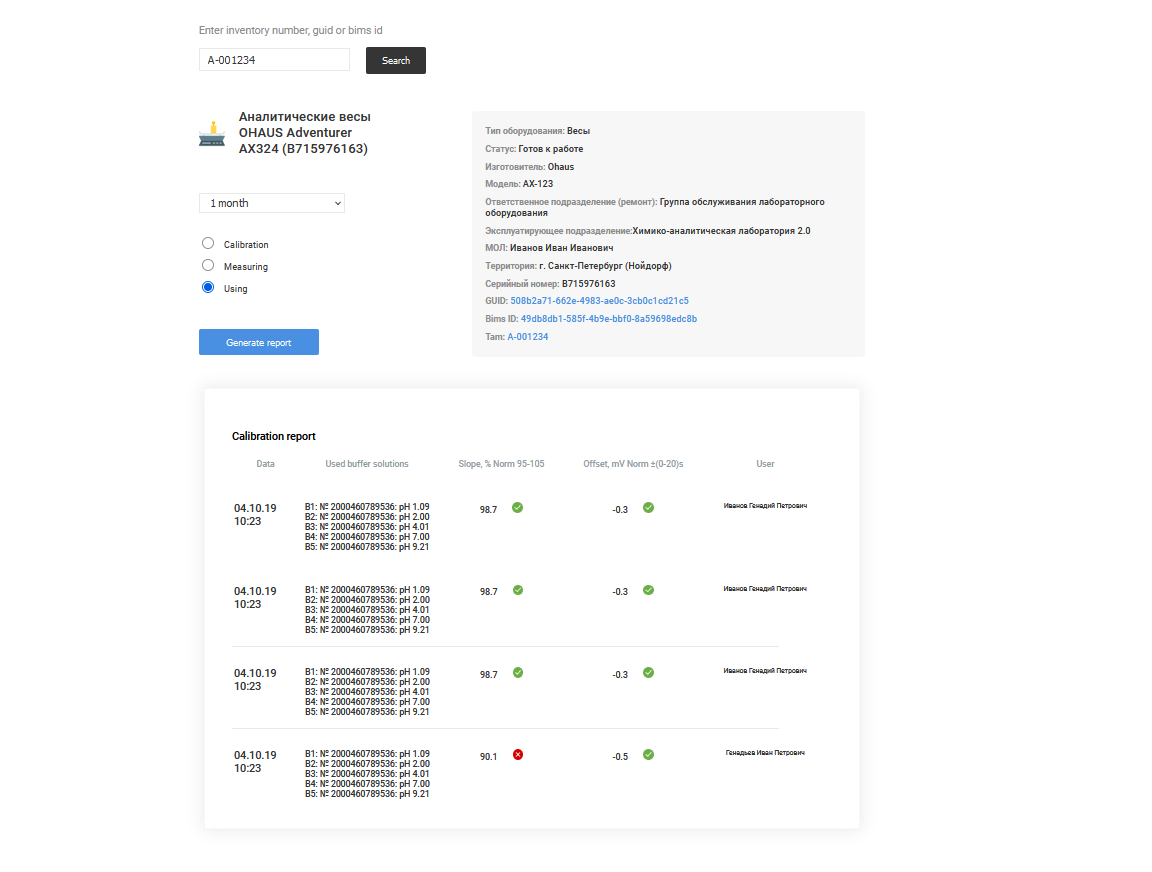 Enter inventory number, guid or bims id
A-001234
Search
Аналитические весы
OHAUS Adventurer
AX324 (B715976163)
1 month
Calibration
Measuring
Using
Generate report
Тип оборудования: Весы
Статус: Готов к работе
Изготовитель: Ohaus
Модель: AX-123
Ответственное подразделение (ремонт): Группа обслуживания лабораторного
оборудования
Эксплуатирующее подразделение:Химико-аналитическая лаборатория 2.0
МОЛ: Иванов Иван Иванович
Территория: г. Санкт-Петербург (Нойдорф)
Серийный номер: B715976163
GUID: 508b2a71-662e-4983-ae0c-3cb0c1cd21c5
Bims ID: 49db8db1-585f-4b9e-bbf0-8a59698edc8b
Tam: A-001234
Calibration report
Data Used buffer solutions Slope, % Norm 95-105 Offset, mV Norm ±(0-20)s User
04.10.19
10:23
B1: № 2000460789536: pH 1.09
B2: № 2000460789536: pH 2.00
B3: № 2000460789536: pH 4.01
B4: № 2000460789536: pH 7.00
B5: № 2000460789536: pH 9.21
98.7
-0.3
Иванов Генадий Петрович
04.10.19
10:23
B1: № 2000460789536: pH 1.09
B2: № 2000460789536: pH 2.00
B3: № 2000460789536: pH 4.01
B4: № 2000460789536: pH 7.00
B5: № 2000460789536: pH 9.21
98.7
-0.3
Иванов Генадий Петрович
04.10.19
10:23
B1: № 2000460789536: pH 1.09
B2: № 2000460789536: pH 2.00
B3: № 2000460789536: pH 4.01
B4: № 2000460789536: pH 7.00
B5: № 2000460789536: pH 9.21
98.7
-0.3
Иванов Генадий Петрович
04.10.19
10:23
B1: № 2000460789536: pH 1.09
B2: № 2000460789536: pH 2.00
B3: № 2000460789536: pH 4.01
B4: № 2000460789536: pH 7.00
B5: № 2000460789536: pH 9.21
90.1
-0.5
Генадьев Иван Петрович